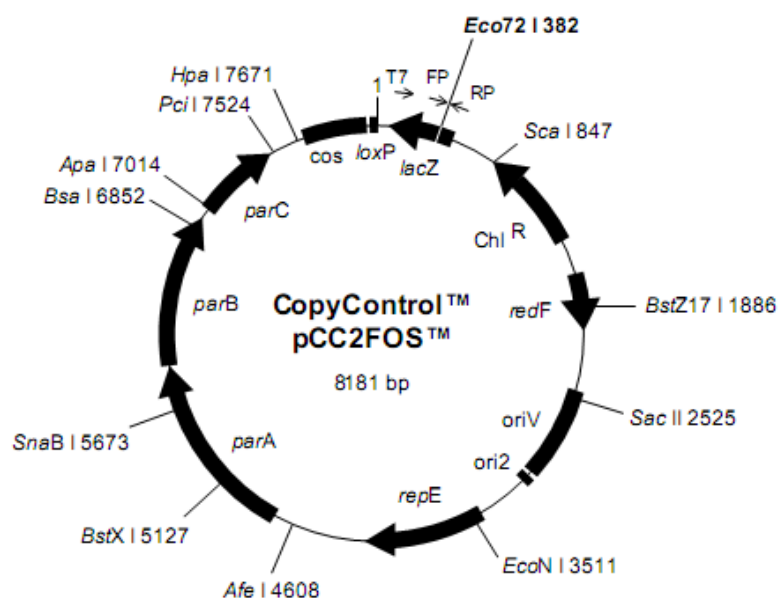 Eco72 I 382
Hpa I 7671
1
T7
FP
RP
Pci I 7524
Sca I 847
cos
loxP
lacZ
Apa I 7014
Bsa I 6852
parC
Chl R
CopyControl™
pCC2FOS™
8181 bp
parB
redF
BstZ17 I 1886
SnaB I 5673
parA
oriV
Sac II 2525
ori2
repE
BstX I 5127
Afe I 4608
EcoN I 3511